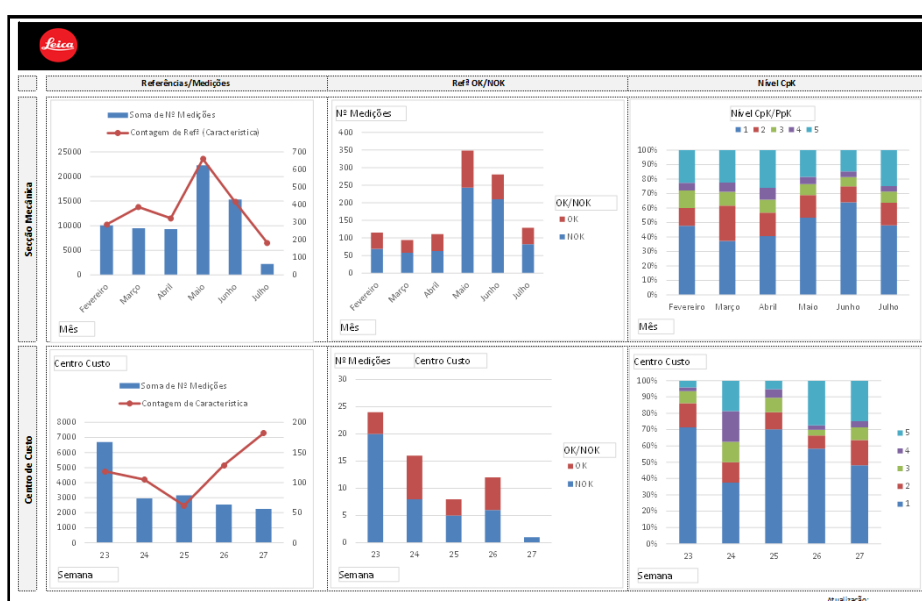 Leica
Referências/Medições
Refª OK/NOK
Nível CpK
Secção Mecânica
Soma de Nº Medições
Contagem de Refª (Característica)
25000
20000
15000
10000
5000
0
700
600
500
400
300
200
100
0
Fevereiro
Março
Abril
Maio
Junho
Julho
Mês
Nº Medições
400
350
300
250
200
150
100
50
0
Fevereiro
Março
Abril
Maio
Junho
Julho
OK/NOK
OK
NOK
Mês
Nível CpK/PpK
1 2 3 4 5
100%
90%
80%
70%
60%
50%
40%
30%
20%
10%
0%
Fevereiro Março Abril Maio Junho Julho
Mês
Centro de Custo
Centro Custo
Soma de Nº Medições
Contagem de Característica
8000
7000
6000
5000
4000
3000
2000
1000
0
200
150
100
50
0
23 24 25 26 27
Semana
Nº Medições Centro Custo
30
25
20
15
10
5
0
23 24 25 26 27
OK/NOK
OK
NOK
Semana
Centro Custo
100%
90%
80%
70%
60%
50%
40%
30%
20%
10%
0%
23 24 25 26 27
5
4
3
2
1
Semana
Atualização: